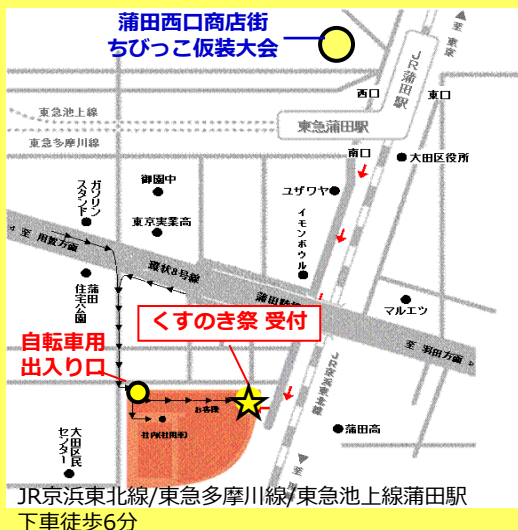 蒲田西口商店街
ちびっこ仮装大会
至 東京
JR蒲田駅
西口
東口
東急池上線
東急多摩川線
東急蒲田駅
南口
大田区役所
ガソリン
スタンド
御園中
東京実業高
ユザワヤ
イモンボウル
至 用賀方面
環状8号線
蒲田
住宅公園
マルエツ
くすのき祭 受付
至 羽田方面
自転車用
出入り口
JR京浜東北線
お客様
社内(社用車)
大田区民
センター
蒲田高
JR京浜東北線/東急多摩川線/東急池上線蒲田駅
下車徒歩6分